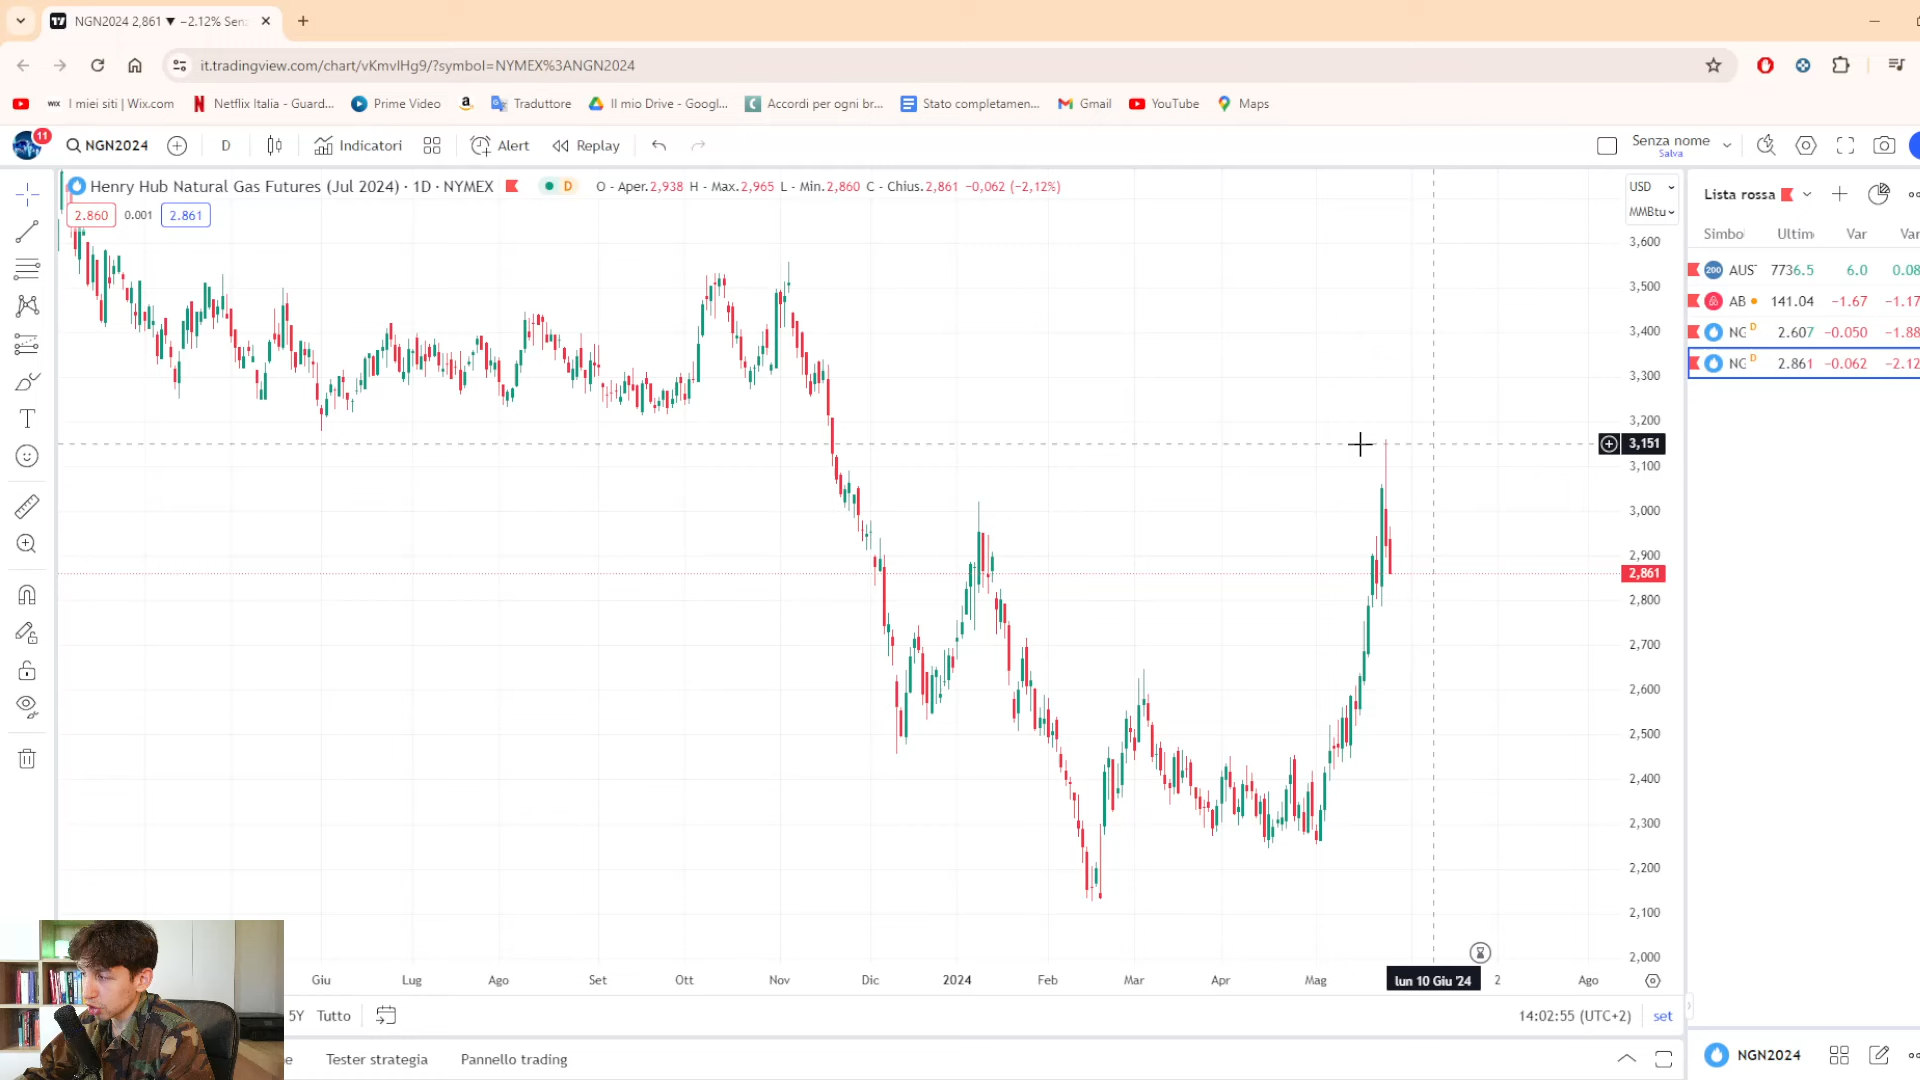 NGN2024 2,861 ▼ −2.12% Sen
it.tradingview.com/chart/vKmvIHg9/?symbol=NYMEX%3ANGN2024
I miei siti | Wix.com Netflix Italia - Guard... Prime Video Traduttore Il mio Drive - Googl... Accordi per ogni br... Stato completamen... Gmail YouTube Maps
11 NGN2024 D Indicatori Alert Replay Senza nome
Salva
Henry Hub Natural Gas Futures (Jul 2024) · 1D · NYMEX D O - Aper.2,938 H - Max.2,965 L - Min.2,860 C - Chius.2,861 −0,062 (−2,12%)
2.860 0.001 2.861
USD
MMBtu
3,600
3,500
3,400
3,300
3,200
3,151
3,100
3,000
2,900
2,861
2,800
2,700
2,600
2,500
2,400
2,300
2,200
2,100
2,000
Lista rossa
Simbo Ultim Var Var
200 AUS 7736.5 6.0 0.08
AB 141.04 −1.67 −1.17
NG D 2.607 −0.050 −1.88
NG D 2.861 −0.062 −2.12
Giu Lug Ago Set Ott Nov Dic 2024 Feb Mar Apr Mag lun 10 Giu '24 2 Ago
5Y Tutto 14:02:55 (UTC+2) set
e Tester strategia Pannello trading
NGN2024